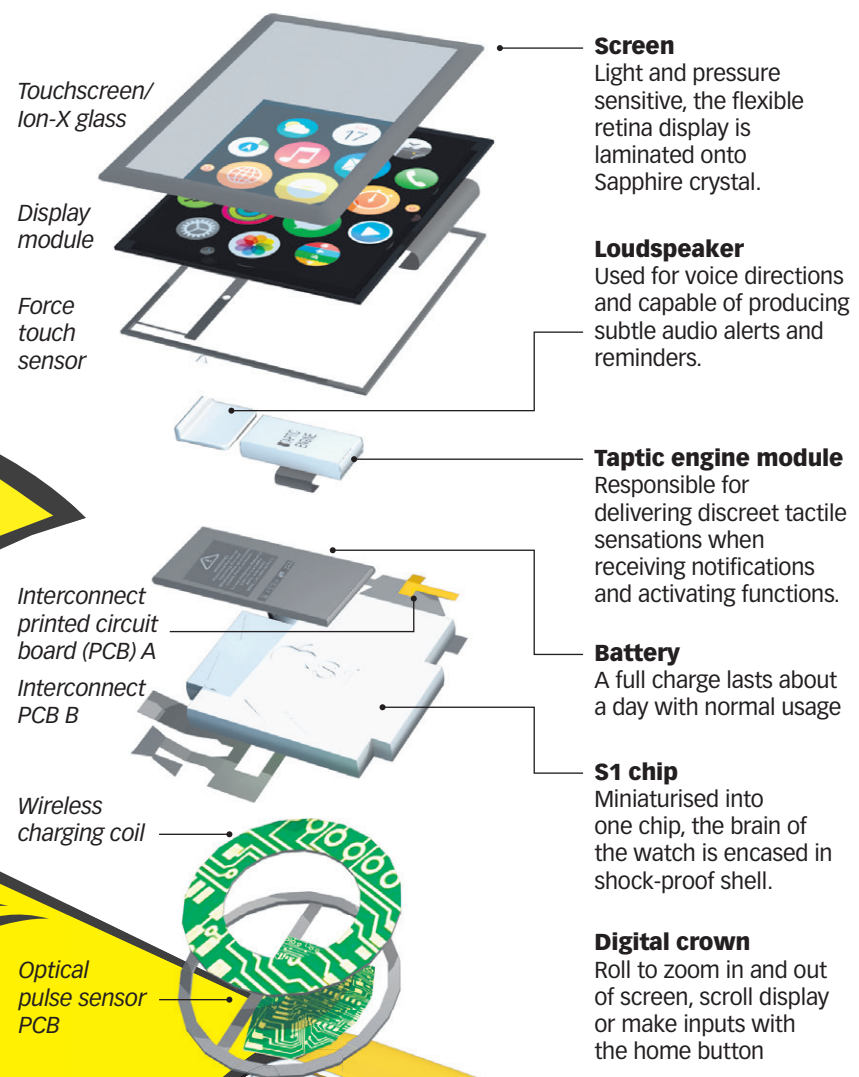 Touchscreen/
Ion-X glass
Display
module
Force
touch
sensor
Interconnect
printed circuit
board (PCB) A
Interconnect
PCB B
Wireless
charging coil
Optical
pulse sensor
PCB
17
TAPTIC
ENGINE
S1
Screen
Light and pressure
sensitive, the flexible
retina display is
laminated onto
Sapphire crystal.
Loudspeaker
Used for voice directions
and capable of producing
subtle audio alerts and
reminders.
Taptic engine module
Responsible for
delivering discreet tactile
sensations when
receiving notifications
and activating functions.
Battery
A full charge lasts about
a day with normal usage
S1 chip
Miniaturised into
one chip, the brain of
the watch is encased in
shock-proof shell.
Digital crown
Roll to zoom in and out
of screen, scroll display
or make inputs with
the home button